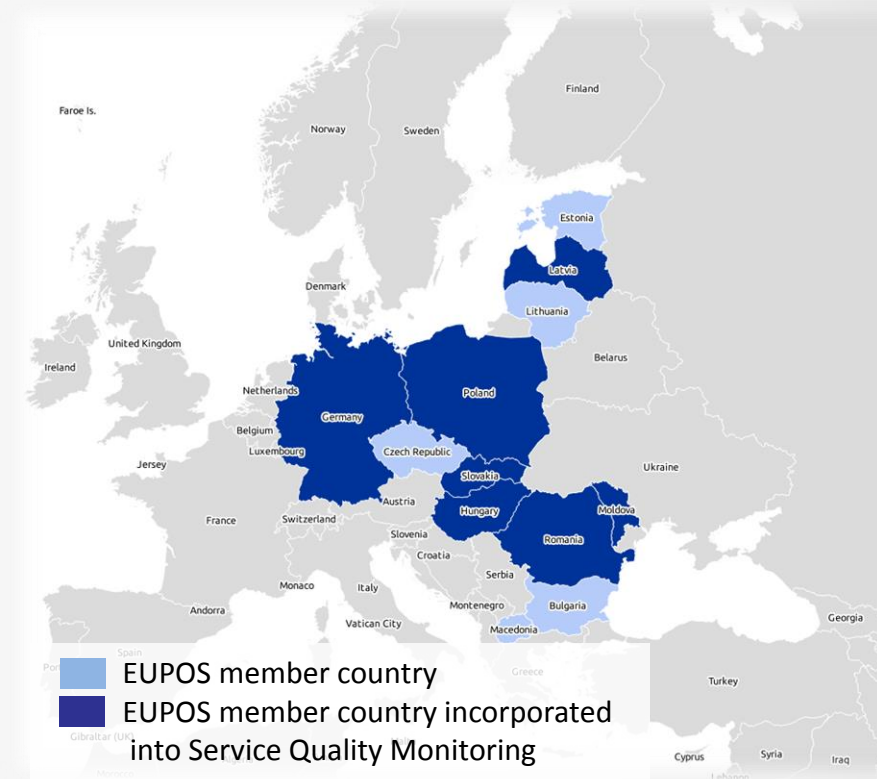 Finland
Faroe Is.
Norway
Sweden
Estonia
Latvia
Denmark
Lithuania
United Kingdom
Belarus
Ireland
Netherlands
Poland
Germany
Belgium
Czech Republic
Luxembourg
Jersey
Ukraine
Slovakia
Austria
Hungary
Moldova
France
Switzerland
Slovenia
Romania
Croatia
Serbia
Monaco
Italy
Montenegro
Bulgaria
Andorra
Georgia
Vatican City
Macedonia
Spain
Greece
Turkey
EUPOS member country
EUPOS member country incorporated
into Service Quality Monitoring
Gibraltar (UK)
Cyprus
Syria
Iraq
Lebanon